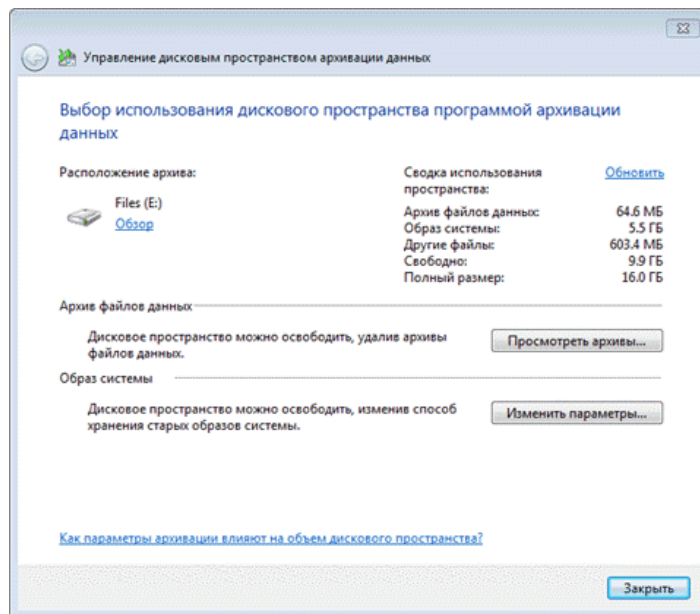 Управление дисковым пространством архивации данных
Выбор использования дискового пространства программой архивации
данных
Расположение архива:
Files (E:)
Обзор
Сводка использования
пространства:
Обновить
Архив файлов данных: 64.6 МБ
Образ системы: 5.5 ГБ
Другие файлы: 603.4 МБ
Свободно: 9.9 ГБ
Полный размер: 16.0 ГБ
Архив файлов данных
Дисковое пространство можно освободить, удалив архивы
файлов данных.
Просмотреть архивы...
Образ системы
Дисковое пространство можно освободить, изменив способ
хранения старых образов системы.
Изменить параметры...
Как параметры архивации влияют на объем дискового пространства?
Закрыть